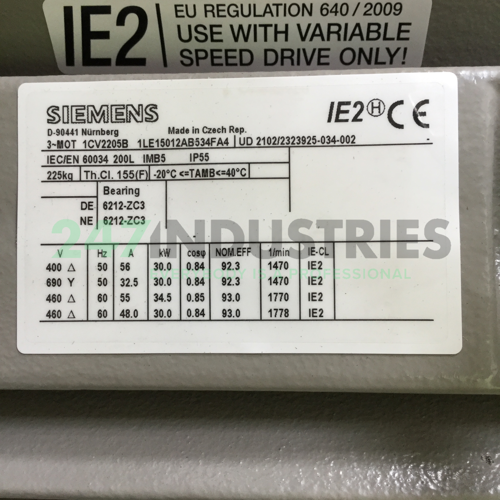 IE2
EU REGULATION 640 / 2009
USE WITH VARIABLE
SPEED DRIVE ONLY!
SIEMENS
IE2 H CE
D-90441 Nürnberg Made in Czech Rep.
3~MOT 1CV2205B 1LE15012AB534FA4 UD 2102/2323925-034-002
IEC/EN 60034 200L IMB5 IP55
225kg Th.Cl. 155(F) -20°C <=TAMB<=40°C
Bearing
DE 6212-ZC3
NE 6212-ZC3
247INDUSTRIES
V Hz A kW cosφ NOM.EFF 1/min IE-CL
400 Δ 50 56 30.0 0.84 92.3 1470 IE2
690 Y 50 32.5 30.0 0.84 92.3 1470 IE2
460 Δ 60 55 34.5 0.85 93.0 1770 IE2
460 Δ 60 48.0 30.0 0.84 93.0 1778 IE2